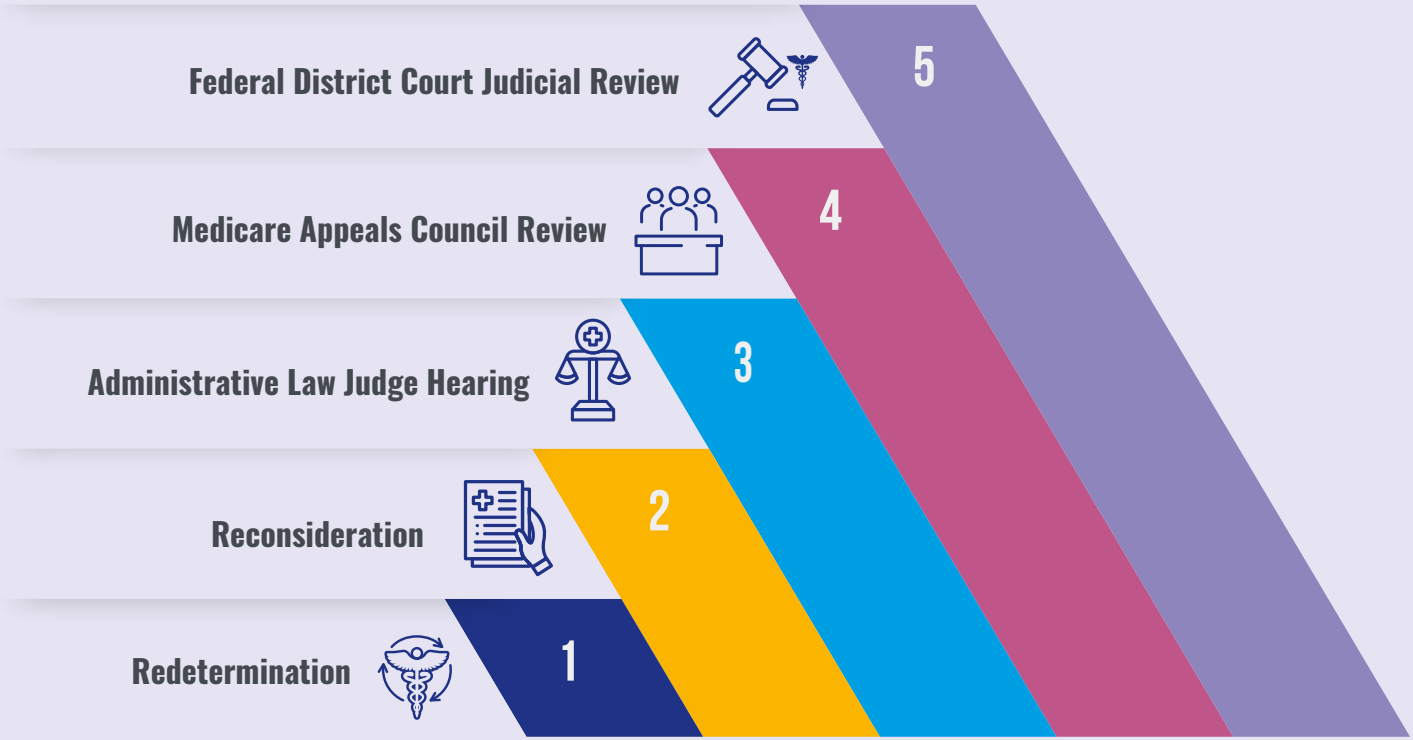 Federal District Court Judicial Review
5
Medicare Appeals Council Review
4
Administrative Law Judge Hearing
3
Reconsideration
2
Redetermination
1